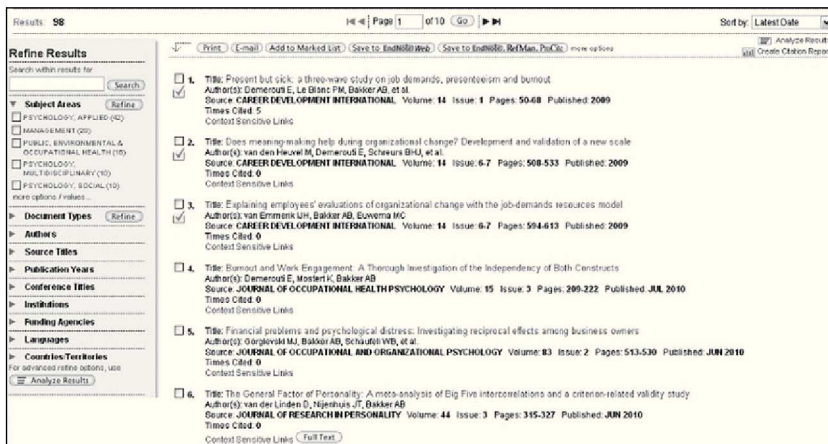 Results: 98
Page 1 of 10 Go
Sort by: Latest Date
Analyze Results
Create Citation Report
Refine Results
Search within results for
Search
Subject Areas Refine
PSYCHOLOGY, APPLIED (42)
MANAGEMENT (20)
PUBLIC, ENVIRONMENTAL &
OCCUPATIONAL HEALTH
PSYCHOLOGY,
MULTIDISCIPLINARY (10)
PSYCHOLOGY, SOCIAL (10)
more options / values...
Document Types Refine
Authors
Source Titles
Publication Years
Conference Titles
Institutions
Funding Agencies
Languages
Countries/Territories
For advanced refine options, use
Analyze Results
Print E-mail Add to Marked List Save to EndNote Web Save to EndNote, RefMan, ProCite more options
1. Title: Present but sick: a three-wave study on job demands, presenteeism and burnout
Author(s): Demerouti E, Le Blanc PM, Bakker AB, et al.
Source: CAREER DEVELOPMENT INTERNATIONAL Volume: 14 Issue: 1 Pages: 50-68 Published: 2009
Times Cited: 5
Context Sensitive Links
2. Title: Does meaning-making help during organizational change? Development and validation of a new scale
Author(s): van den Heuvel M, Demerouti E, Schreurs BHJ, et al.
Source: CAREER DEVELOPMENT INTERNATIONAL Volume: 14 Issue: 6-7 Pages: 508-533 Published: 2009
Times Cited: 0
Context Sensitive Links
3. Title: Explaining employees' evaluations of organizational change with the job-demands resources model
Author(s): van Emmerik IJH, Bakker AB, Euwema MC
Source: CAREER DEVELOPMENT INTERNATIONAL Volume: 14 Issue: 6-7 Pages: 594-613 Published: 2009
Times Cited: 0
Context Sensitive Links
4. Title: Burnout and Work Engagement: A Thorough Investigation of the Independency of Both Constructs
Author(s): Demerouti E, Mostert K, Bakker AB
Source: JOURNAL OF OCCUPATIONAL HEALTH PSYCHOLOGY Volume: 15 Issue: 3 Pages: 209-222 Published: JUL 2010
Times Cited: 0
Context Sensitive Links
5. Title: Financial problems and psychological distress: Investigating reciprocal effects among business owners
Author(s): Gorgievski MJ, Bakker AB, Schaufeli WB, et al.
Source: JOURNAL OF OCCUPATIONAL AND ORGANIZATIONAL PSYCHOLOGY Volume: 83 Issue: 2 Pages: 513-530 Published: JUN 2010
Times Cited: 0
Context Sensitive Links
6. Title: The General Factor of Personality: A meta-analysis of Big Five intercorrelations and a criterion-related validity study
Author(s): van der Linden D, Nijenhuis JT, Bakker AB
Source: JOURNAL OF RESEARCH IN PERSONALITY Volume: 44 Issue: 3 Pages: 315-327 Published: JUN 2010
Times Cited: 0
Context Sensitive Links Full Text